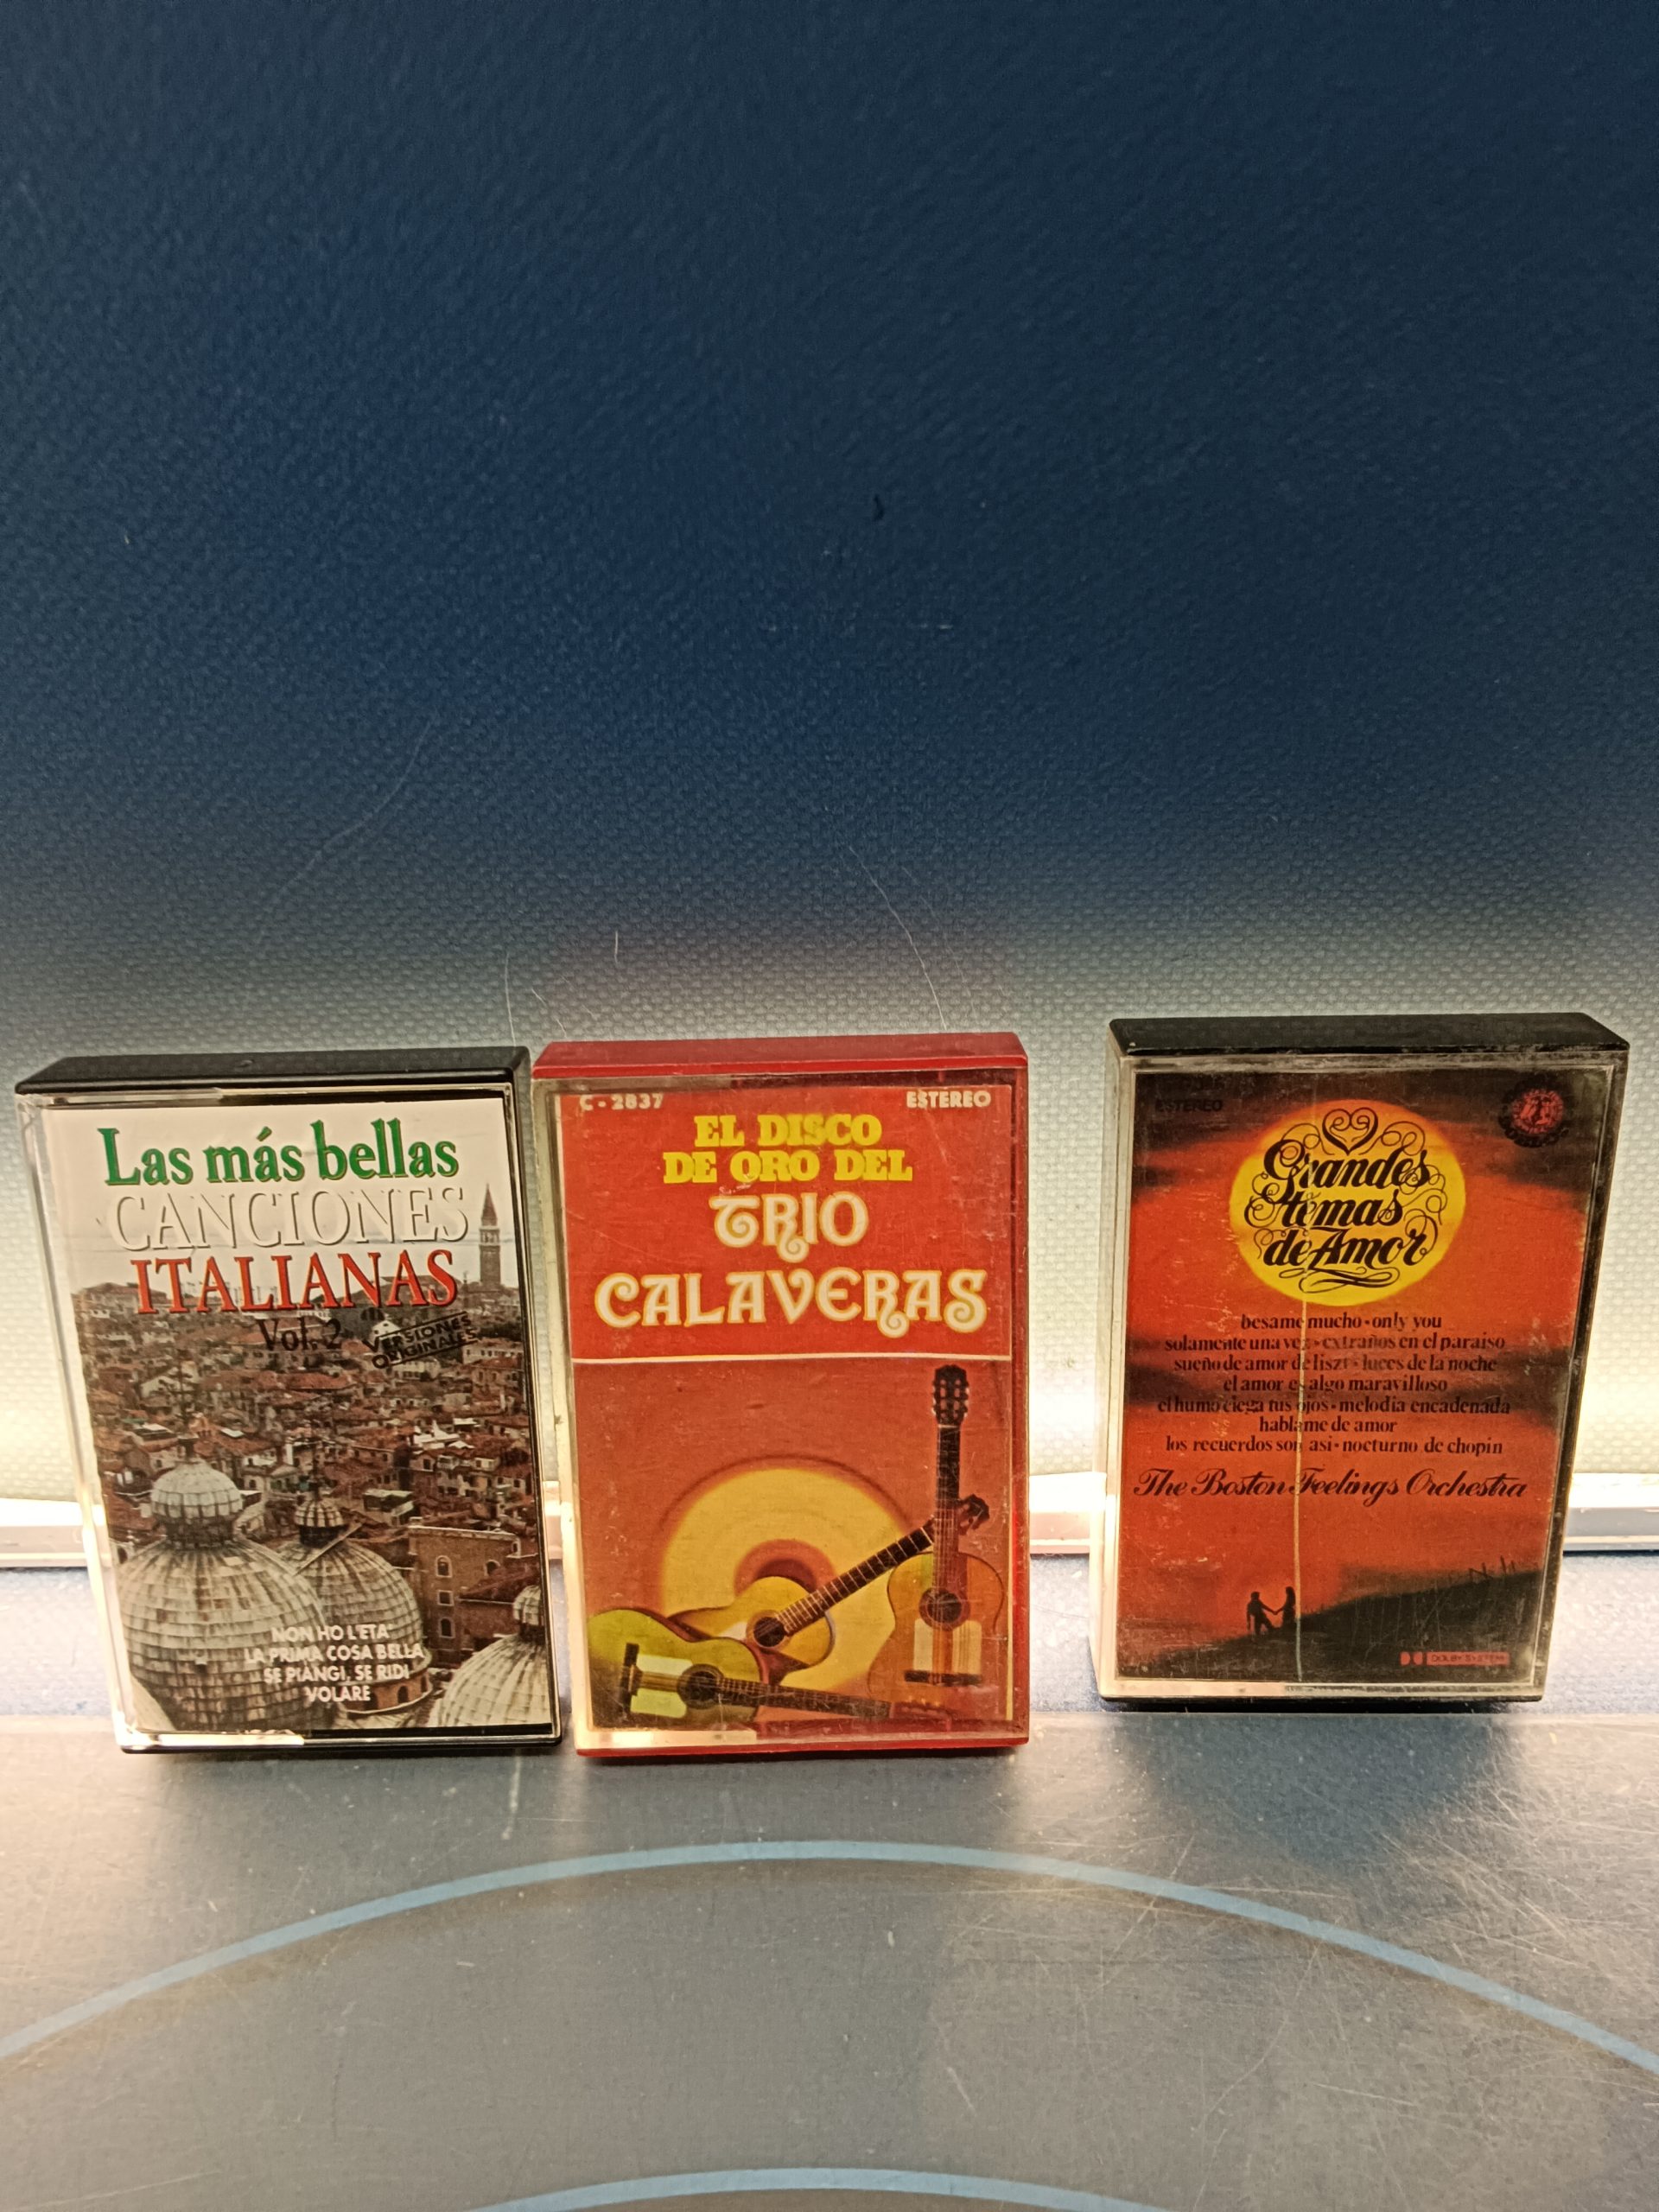 Las más bellas
CANCIONES
ITALIANAS
Vol. 2
VERSIONES
ORIGINALES
NON HO L'ETA'
LA PRIMA COSA BELLA
SE PIANGI, SE RIDI
VOLARE
C - 2837
ESTEREO
EL DISCO
DE ORO DEL
TRIO
CALAVERAS
ESTEREO
Grandes
temas
de Amor
besame mucho • only you
solamente una vez • extraños en el paraiso
sueño de amor de liszt • luces de la noche
el amor es algo maravilloso
el humo ciega tus ojos • melodia encadenada
hablame de amor
los recuerdos son asi • nocturno de chopin
The Boston Feelings Orchestra
DOLBY SYSTEM